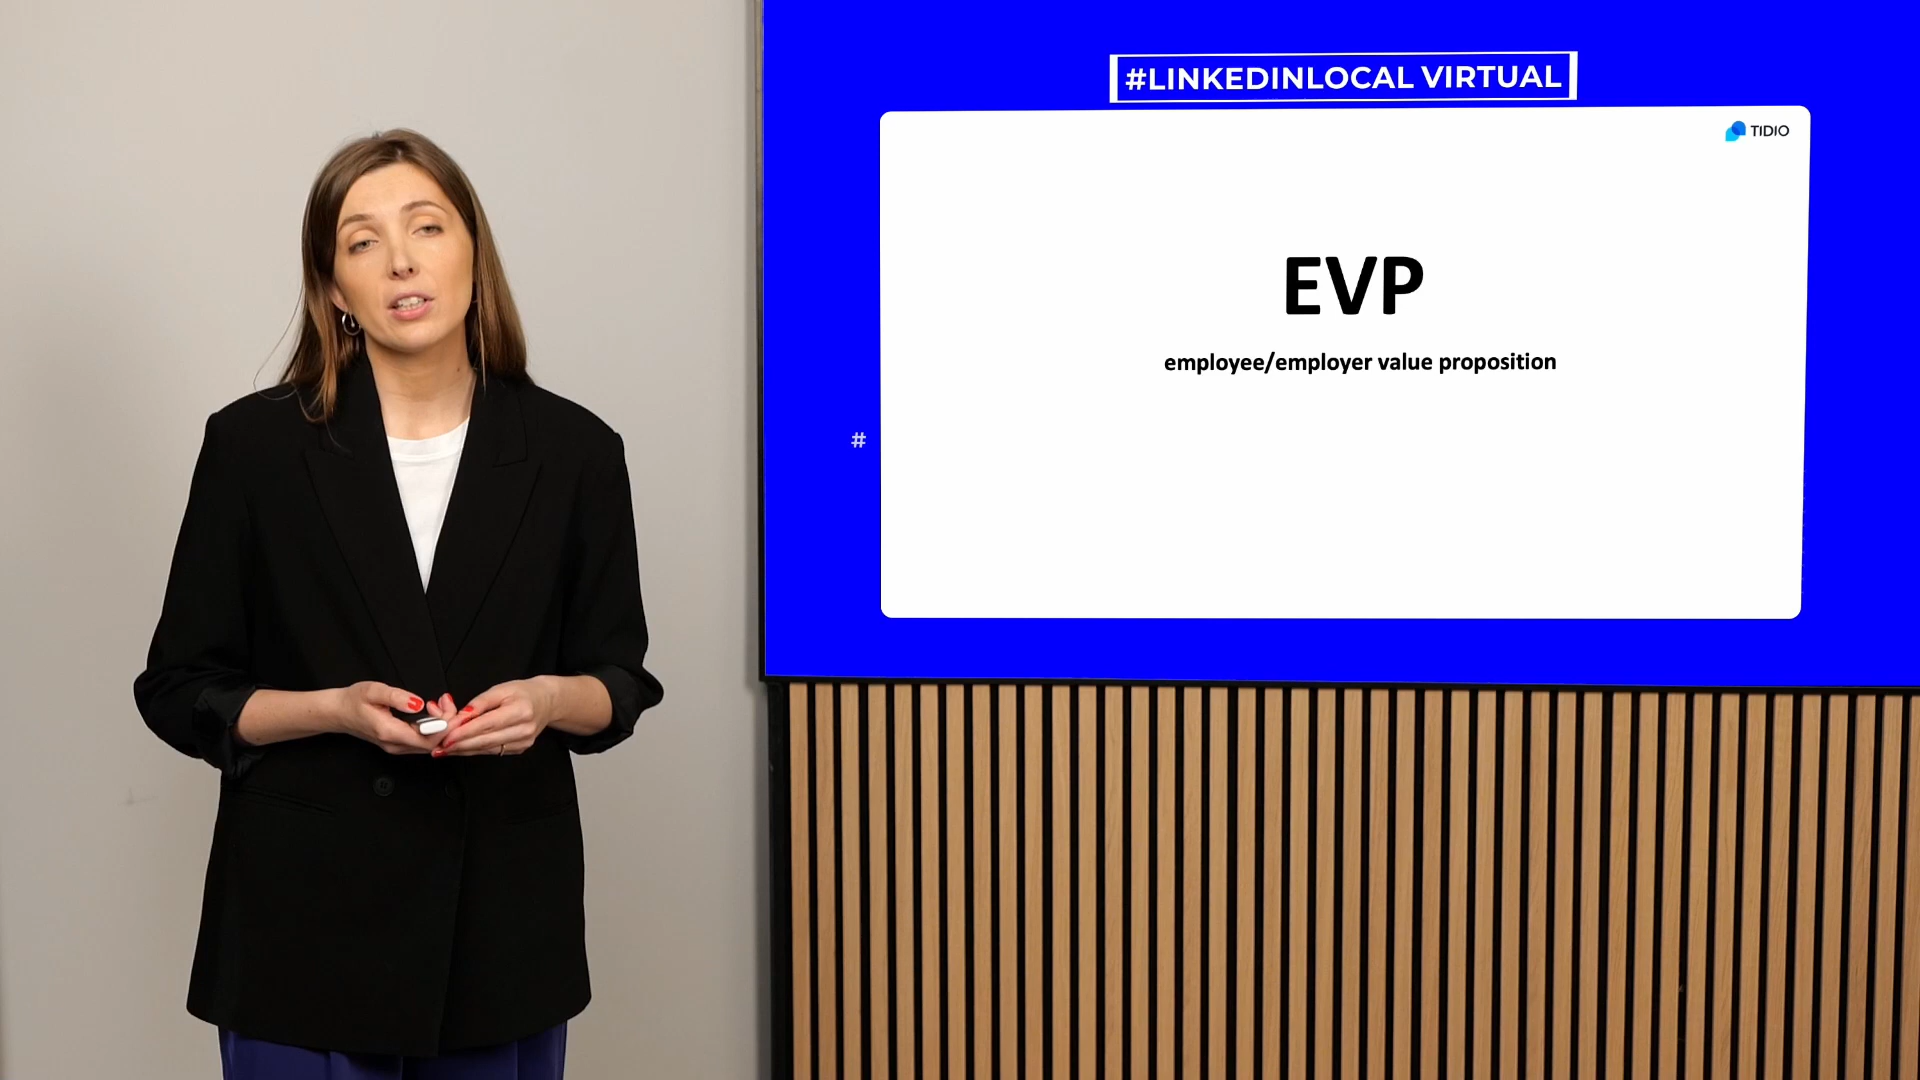 #LINKEDINLOCAL VIRTUAL
TIDIO
EVP
employee/employer value proposition
#